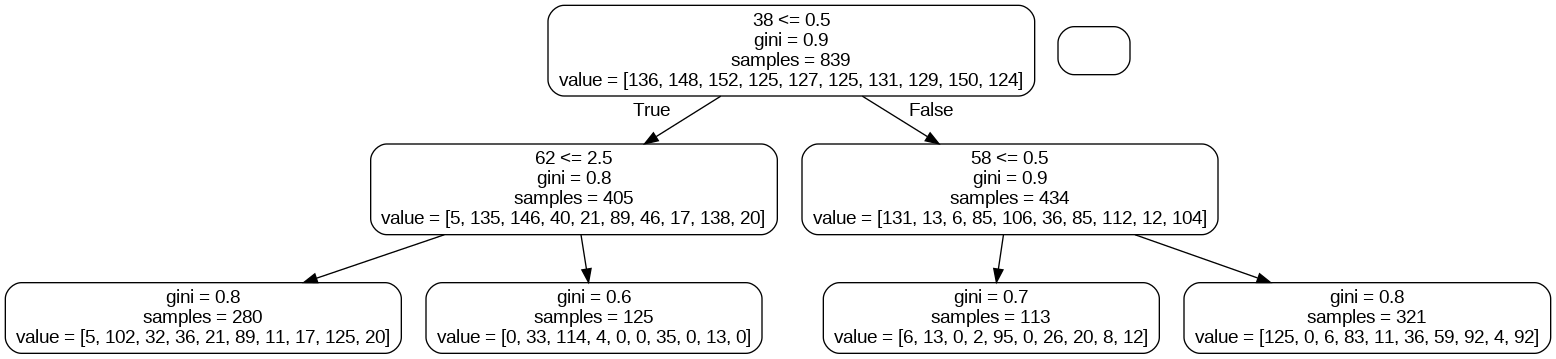 38 <= 0.5
gini = 0.9
samples = 839
value = [136, 148, 152, 125, 127, 125, 131, 129, 150, 124]
True
False
62 <= 2.5
gini = 0.8
samples = 405
value = [5, 135, 146, 40, 21, 89, 46, 17, 138, 20]
58 <= 0.5
gini = 0.9
samples = 434
value = [131, 13, 6, 85, 106, 36, 85, 112, 12, 104]
gini = 0.8
samples = 280
value = [5, 102, 32, 36, 21, 89, 11, 17, 125, 20]
gini = 0.6
samples = 125
value = [0, 33, 114, 4, 0, 0, 35, 0, 13, 0]
gini = 0.7
samples = 113
value = [6, 13, 0, 2, 95, 0, 26, 20, 8, 12]
gini = 0.8
samples = 321
value = [125, 0, 6, 83, 11, 36, 59, 92, 4, 92]